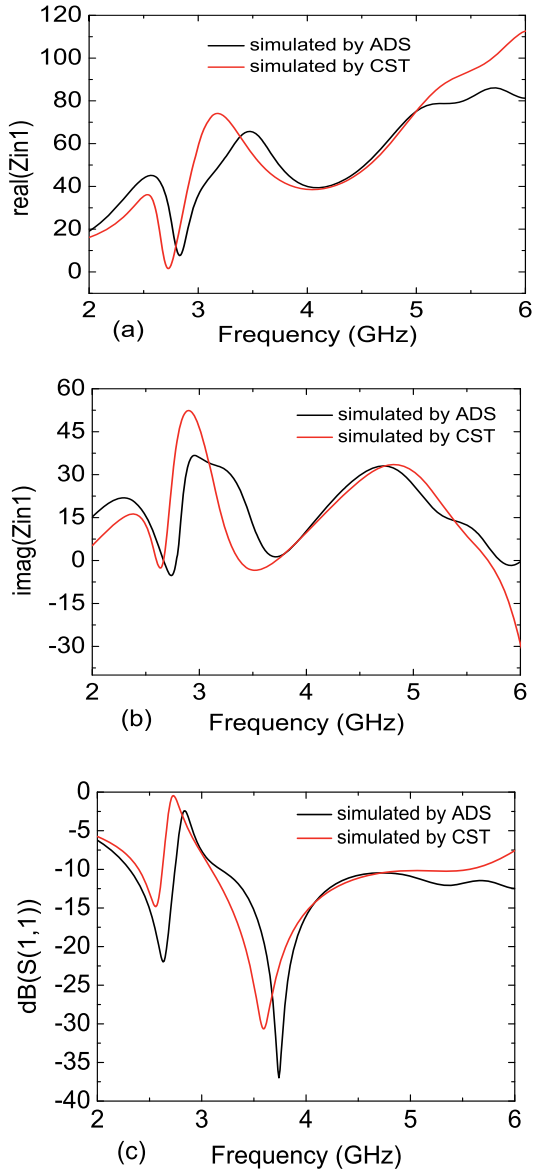 120
100
80
60
40
20
0
real(Zin1)
simulated by ADS
simulated by CST
2 3 4 5 6
(a)
Frequency (GHz)
60
45
30
15
0
-15
-30
imag(Zin1)
simulated by ADS
simulated by CST
2 3 4 5 6
(b)
Frequency (GHz)
0
-5
-10
-15
-20
-25
-30
-35
-40
dB(S(1,1))
simulated by ADS
simulated by CST
2 3 4 5 6
(c)
Frequency (GHz)